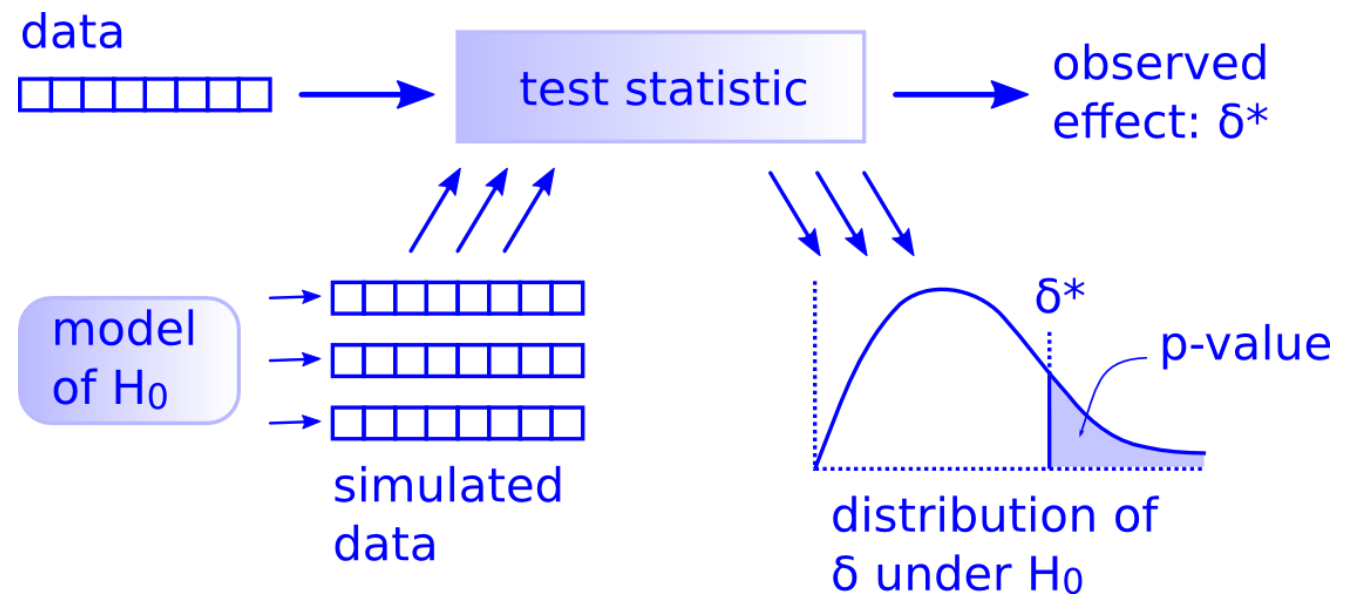 data
test statistic
observed
effect: δ*
model
of H₀
simulated
data
δ*
p-value
distribution of
δ under H₀